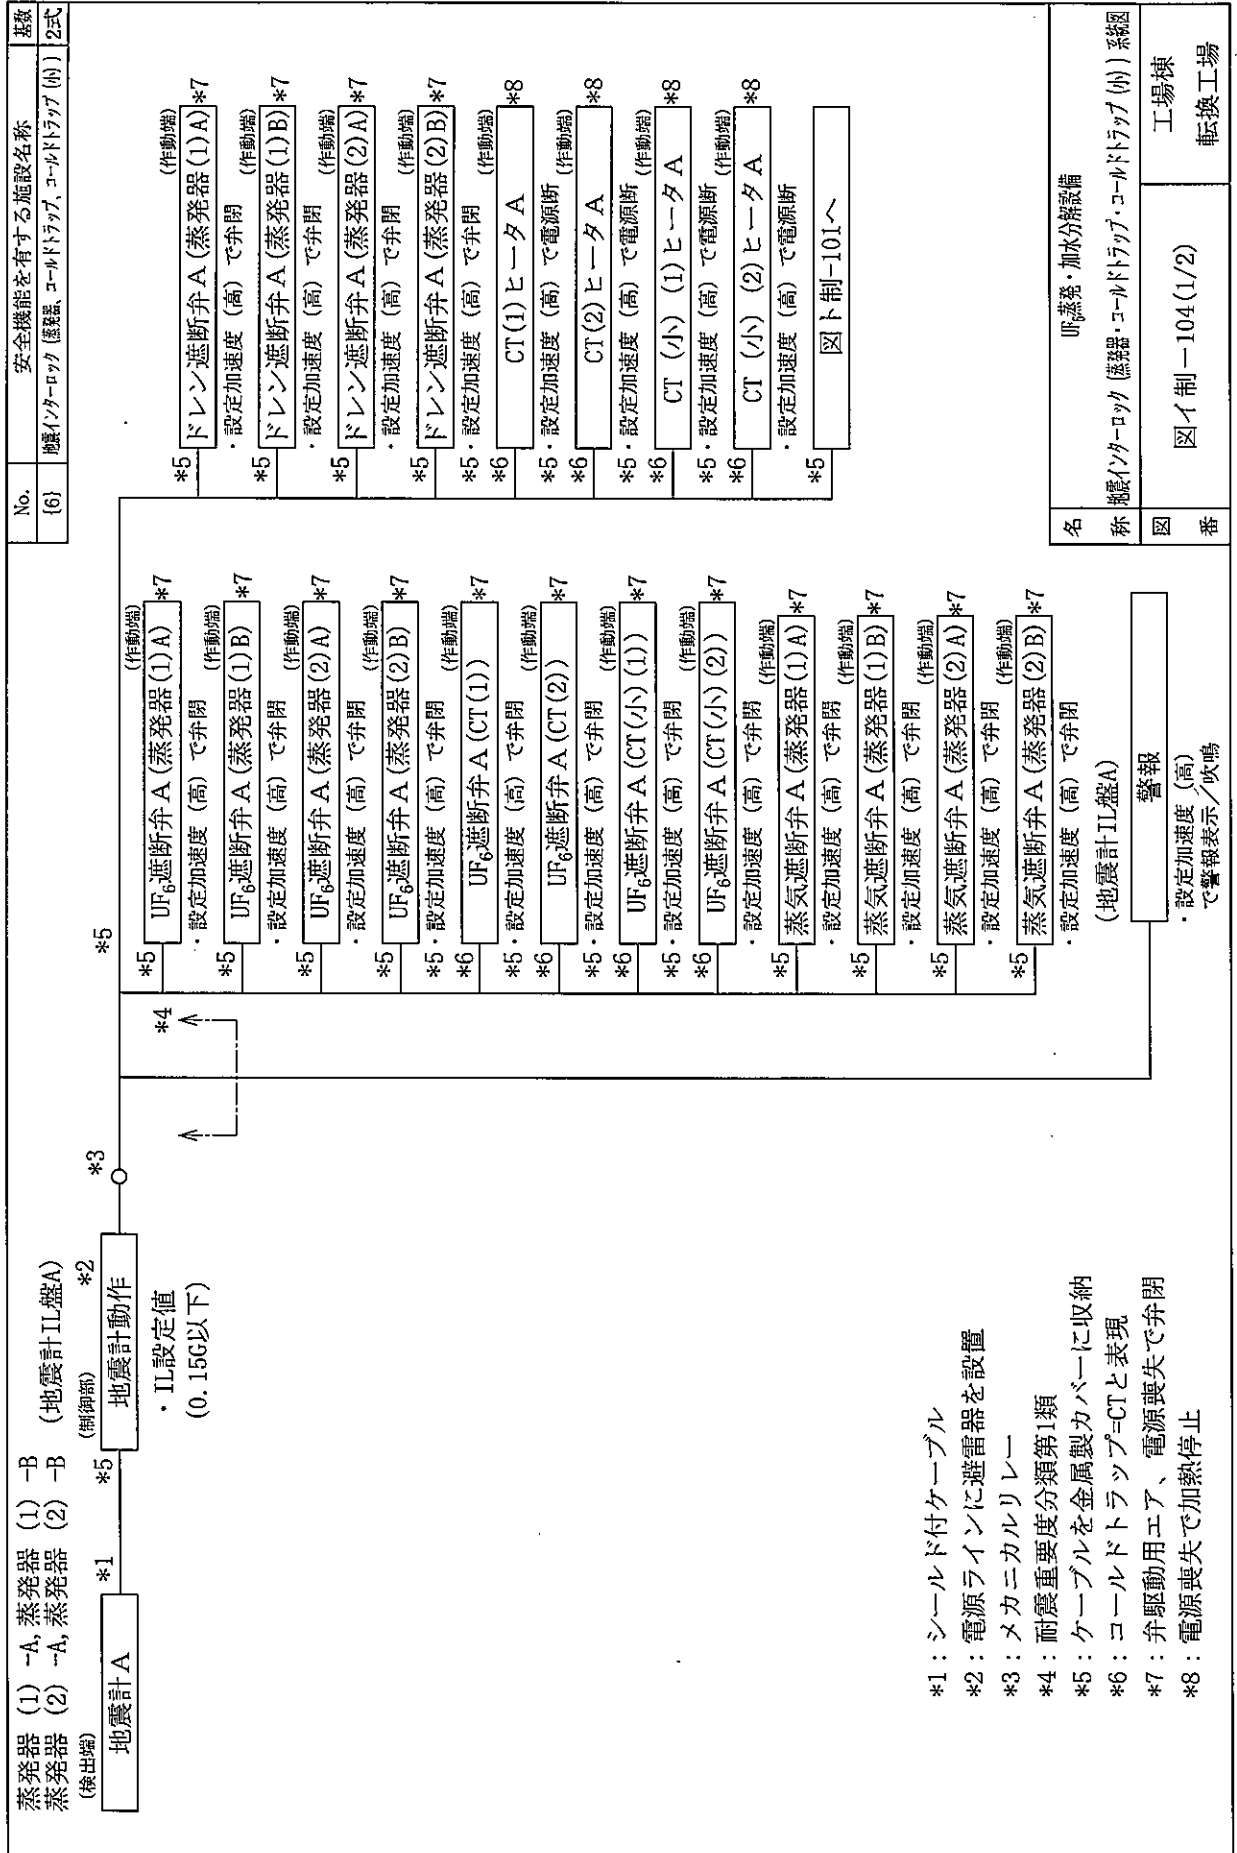 No.
安全機能を有する施設名称
基数
{6}
地震インターロック (蒸発器、コールドトラップ、コールドトラップ (小))
2式
蒸発器 (1) -A, 蒸発器 (1) -B
蒸発器 (2) -A, 蒸発器 (2) -B
(検出端)
地震計A
*1
*5
(地震計IL盤A)
(制御部)
*2
地震計動作
・IL設定値
(0.15G以下)
*3
*4
*5
(作動端)
*5 UF₆遮断弁A(蒸発器(1)A) *7
・設定加速度 (高) で弁閉
(作動端)
*5 UF₆遮断弁A(蒸発器(1)B) *7
・設定加速度 (高) で弁閉
(作動端)
*5 UF₆遮断弁A(蒸発器(2)A) *7
・設定加速度 (高) で弁閉
(作動端)
*5 UF₆遮断弁A(蒸発器(2)B) *7
*5・設定加速度 (高) で弁閉
(作動端)
*6 UF₆遮断弁A(CT(1)) *7
*5・設定加速度 (高) で弁閉
(作動端)
*6 UF₆遮断弁A(CT(2)) *7
*5・設定加速度 (高) で弁閉
(作動端)
*6 UF₆遮断弁A(CT(小)(1)) *7
*5・設定加速度 (高) で弁閉
(作動端)
*6 UF₆遮断弁A(CT(小)(2)) *7
・設定加速度 (高) で弁閉
(作動端)
*5 蒸気遮断弁A(蒸発器(1)A) *7
・設定加速度 (高) で弁閉
(作動端)
*5 蒸気遮断弁A(蒸発器(1)B) *7
・設定加速度 (高) で弁閉
(作動端)
*5 蒸気遮断弁A(蒸発器(2)A) *7
・設定加速度 (高) で弁閉
(作動端)
*5 蒸気遮断弁A(蒸発器(2)B) *7
・設定加速度 (高) で弁閉
(地震計IL盤A)
警報
・設定加速度 (高)
で警報表示/吹鳴
(作動端)
*5 ドレン遮断弁A(蒸発器(1)A) *7
・設定加速度 (高) で弁閉
(作動端)
*5 ドレン遮断弁A(蒸発器(1)B) *7
・設定加速度 (高) で弁閉
(作動端)
*5 ドレン遮断弁A(蒸発器(2)A) *7
・設定加速度 (高) で弁閉
(作動端)
*5 ドレン遮断弁A(蒸発器(2)B) *7
*5・設定加速度 (高) で弁閉
(作動端)
*6 CT(1)ヒータA *8
*5・設定加速度 (高) で電源断
(作動端)
*6 CT(2)ヒータA *8
*5・設定加速度 (高) で電源断
(作動端)
*6 CT (小) (1)ヒータA *8
*5・設定加速度 (高) で電源断
(作動端)
*6 CT (小) (2)ヒータA *8
・設定加速度 (高) で電源断
*5 図ト制-101へ
*1:シールド付ケーブル
*2:電源ラインに避雷器を設置
*3:メカニカルリレー
*4:耐震重要度分類第1類
*5:ケーブルを金属製カバーに収納
*6:コールドトラップ=CTと表現
*7:弁駆動用エア、電源喪失で弁閉
*8:電源喪失で加熱停止
名称
UF₆蒸発・加水分解設備
地震インターロック (蒸発器・コールドトラップ・コールドトラップ (小)) 系統図
図番
図イ制-104(1/2)
工場棟
転換工場